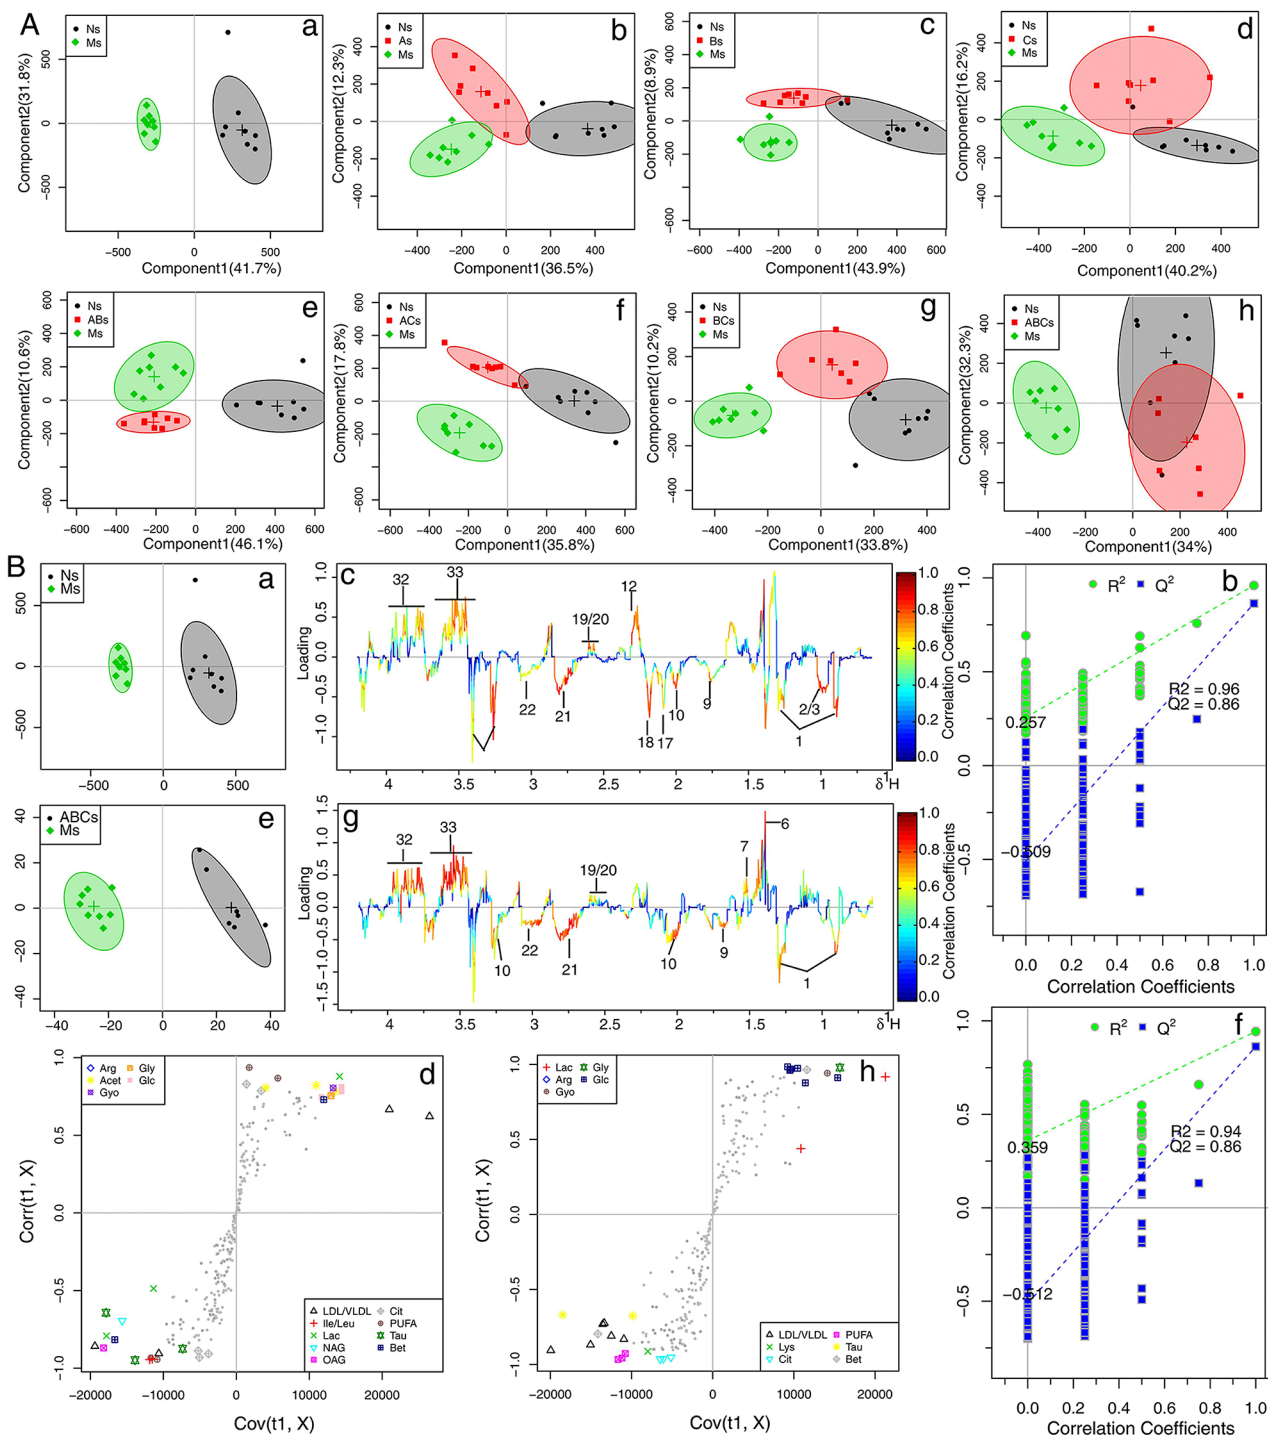 A
a
Ns
Ms
Component2(31.8%)
500
0
−500
−500
0
500
Component1(41.7%)
b
Ns
As
Ms
Component2(12.3%)
400
200
0
−200
−400
−400
−200
0
200
400
Component1(36.5%)
c
Ns
Bs
Ms
Component2(8.9%)
600
400
200
0
−200
−600
−400
−200
0
200
400
600
Component1(43.9%)
d
Ns
Cs
Ms
Component2(16.2%)
400
200
0
−200
−400
−400
−200
0
200
400
Component1(40.2%)
e
Ns
ABs
Ms
Component2(10.6%)
600
400
200
0
−200
−600
−600
−400
−200
0
200
400
600
Component1(46.1%)
f
Ns
ACs
Ms
Component2(17.8%)
600
400
200
0
−200
−400
−600
−400
−200
0
200
400
600
Component1(35.8%)
g
Ns
BCs
Ms
Component2(10.2%)
400
200
0
−200
−400
−400
−200
0
200
400
Component1(33.8%)
h
Ns
ABCs
Ms
Component2(32.3%)
400
200
0
−200
−400
−400
−200
0
200
400
Component1(34%)
B
a
Ns
Ms
500
0
−500
−500
0
500
c
Loading
1.0
0.5
0.0
−0.5
−1.0
32
33
22
21
19/20
12
18
17
10
9
2/3
1
4
3.5
3
2.5
2
1.5
1
δ¹H
1.0
0.8
0.6
0.4
0.2
0.0
Correlation Coefficients
b
R²
Q²
1.0
0.5
0.0
−0.5
R2 = 0.96
Q2 = 0.86
0.257
−0.509
0.0
0.2
0.4
0.6
0.8
1.0
Correlation Coefficients
e
ABCs
Ms
40
20
0
−20
−40
−40
−20
0
20
40
g
Loading
1.5
1.0
0.5
0.0
−0.5
−1.0
−1.5
32
33
10
22
21
19/20
10
9
7
6
1
4
3.5
3
2.5
2
1.5
1
δ¹H
1.0
0.8
0.6
0.4
0.2
0.0
Correlation Coefficients
d
Arg
Acet
Gyo
Gly
Glc
Corr(t1, X)
1.0
0.5
0.0
−0.5
−1.0
LDL/VLDL
Ile/Leu
Lac
NAG
OAG
Cit
PUFA
Tau
Bet
−20000
−10000
0
10000
20000
Cov(t1, X)
h
Lac
Arg
Gyo
Gly
Glc
Corr(t1, X)
1.0
0.5
0.0
−0.5
−1.0
LDL/VLDL
Lys
Cit
PUFA
Tau
Bet
−20000
−10000
0
10000
20000
Cov(t1, X)
f
R²
Q²
1.0
0.5
0.0
−0.5
R2 = 0.94
Q2 = 0.86
0.359
−0.512
0.0
0.2
0.4
0.6
0.8
1.0
Correlation Coefficients